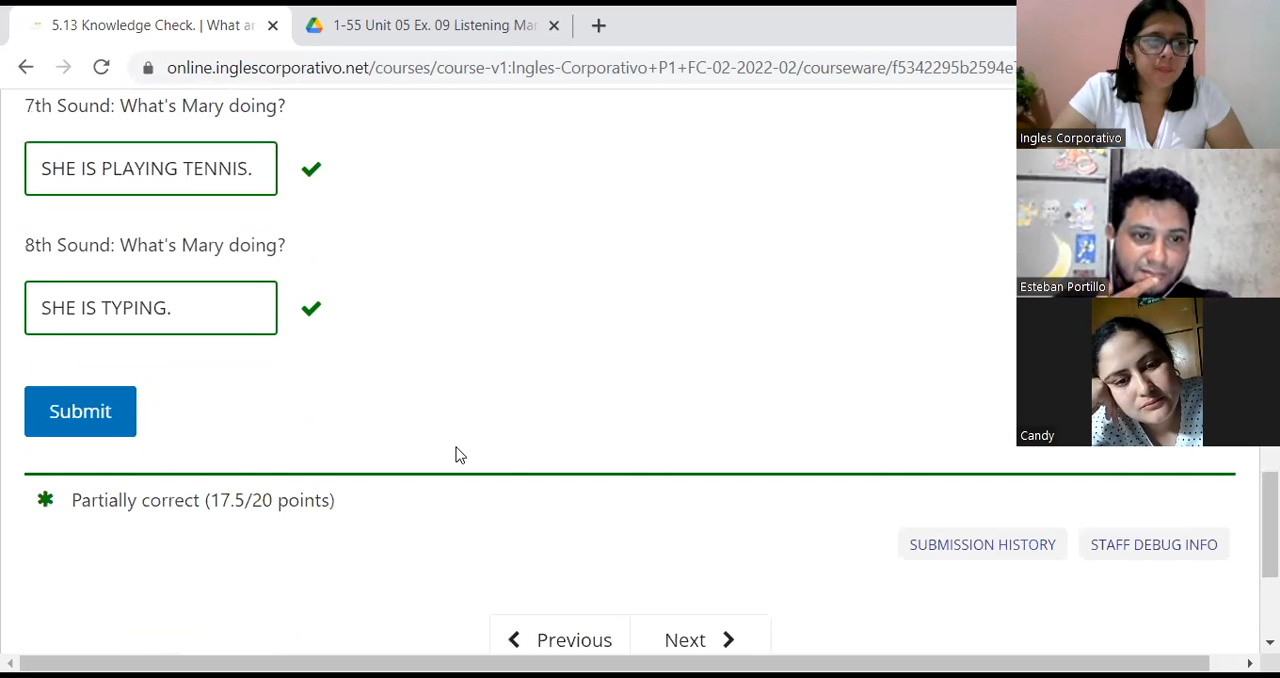 5.13 Knowledge Check. | What ar
1-55 Unit 05 Ex. 09 Listening Mar
online.inglescorporativo.net/courses/course-v1:Ingles-Corporativo+P1+FC-02-2022-02/courseware/f5342295b2594e
7th Sound: What's Mary doing?
SHE IS PLAYING TENNIS.
8th Sound: What's Mary doing?
SHE IS TYPING.
Submit
Partially correct (17.5/20 points)
SUBMISSION HISTORY STAFF DEBUG INFO
Previous Next
Ingles Corporativo
Esteban Portillo
Candy